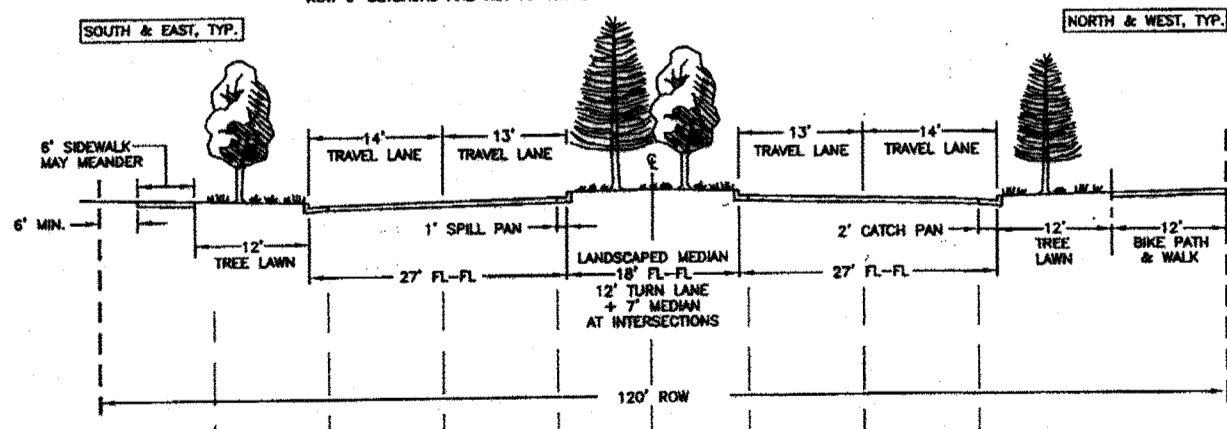 SOUTH & EAST, TYP.
NORTH & WEST, TYP.
6' SIDEWALK
MAY MEANDER
14'
TRAVEL LANE
13'
TRAVEL LANE
℄
13'
TRAVEL LANE
14'
TRAVEL LANE
6' MIN.
12'
TREE LAWN
1' SPILL PAN
2' CATCH PAN
12'
TREE
LAWN
12'
BIKE PATH
& WALK
27' FL-FL
LANDSCAPED MEDIAN
18' FL-FL
12' TURN LANE
+ 7' MEDIAN
AT INTERSECTIONS
27' FL-FL
120' ROW